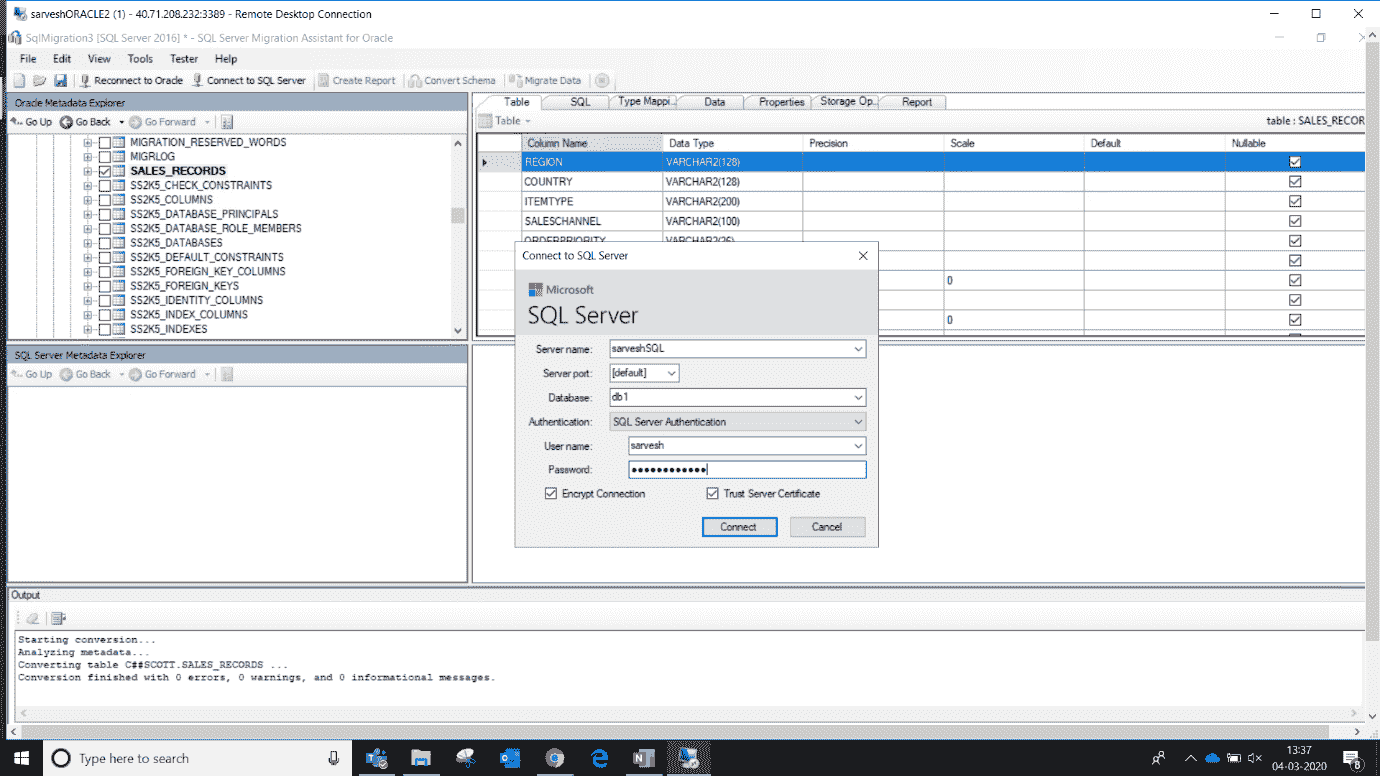 sarveshORACLE2 (1) - 40.71.208.232:3389 - Remote Desktop Connection
SqlMigration3 [SQL Server 2016] * - SQL Server Migration Assistant for Oracle
File Edit View Tools Tester Help
Reconnect to Oracle Connect to SQL Server Create Report Convert Schema Migrate Data
Oracle Metadata Explorer
Go Up Go Back Go Forward
MIGRATION_RESERVED_WORDS
MIGRLOG
SALES_RECORDS
SS2K5_CHECK_CONSTRAINTS
SS2K5_COLUMNS
SS2K5_DATABASE_PRINCIPALS
SS2K5_DATABASE_ROLE_MEMBERS
SS2K5_DATABASES
SS2K5_DEFAULT_CONSTRAINTS
SS2K5_FOREIGN_KEY_COLUMNS
SS2K5_FOREIGN_KEYS
SS2K5_IDENTITY_COLUMNS
SS2K5_INDEX_COLUMNS
SS2K5_INDEXES
Table SQL Type Mappi.. Data Properties Storage Op.. Report
Table table : SALES_RECOR
Column Name Data Type Precision Scale Default Nullable
REGION VARCHAR2(128)
COUNTRY VARCHAR2(128)
ITEMTYPE VARCHAR2(200)
SALESCHANNEL VARCHAR2(100)
ORDERPRIORITY VARCHAR2(26)
0
0
Connect to SQL Server
Microsoft
SQL Server
Server name: sarveshSQL
Server port: [default]
Database: db1
Authentication: SQL Server Authentication
User name: sarvesh
Password: ●●●●●●●●●●●●
Encrypt Connection Trust Server Certificate
Connect Cancel
SQL Server Metadata Explorer
Go Up Go Back Go Forward
Output
Starting conversion...
Analyzing metadata...
Converting table C##SCOTT.SALES_RECORDS ...
Conversion finished with 0 errors, 0 warnings, and 0 informational messages.
Type here to search
13:37
04-03-2020
8